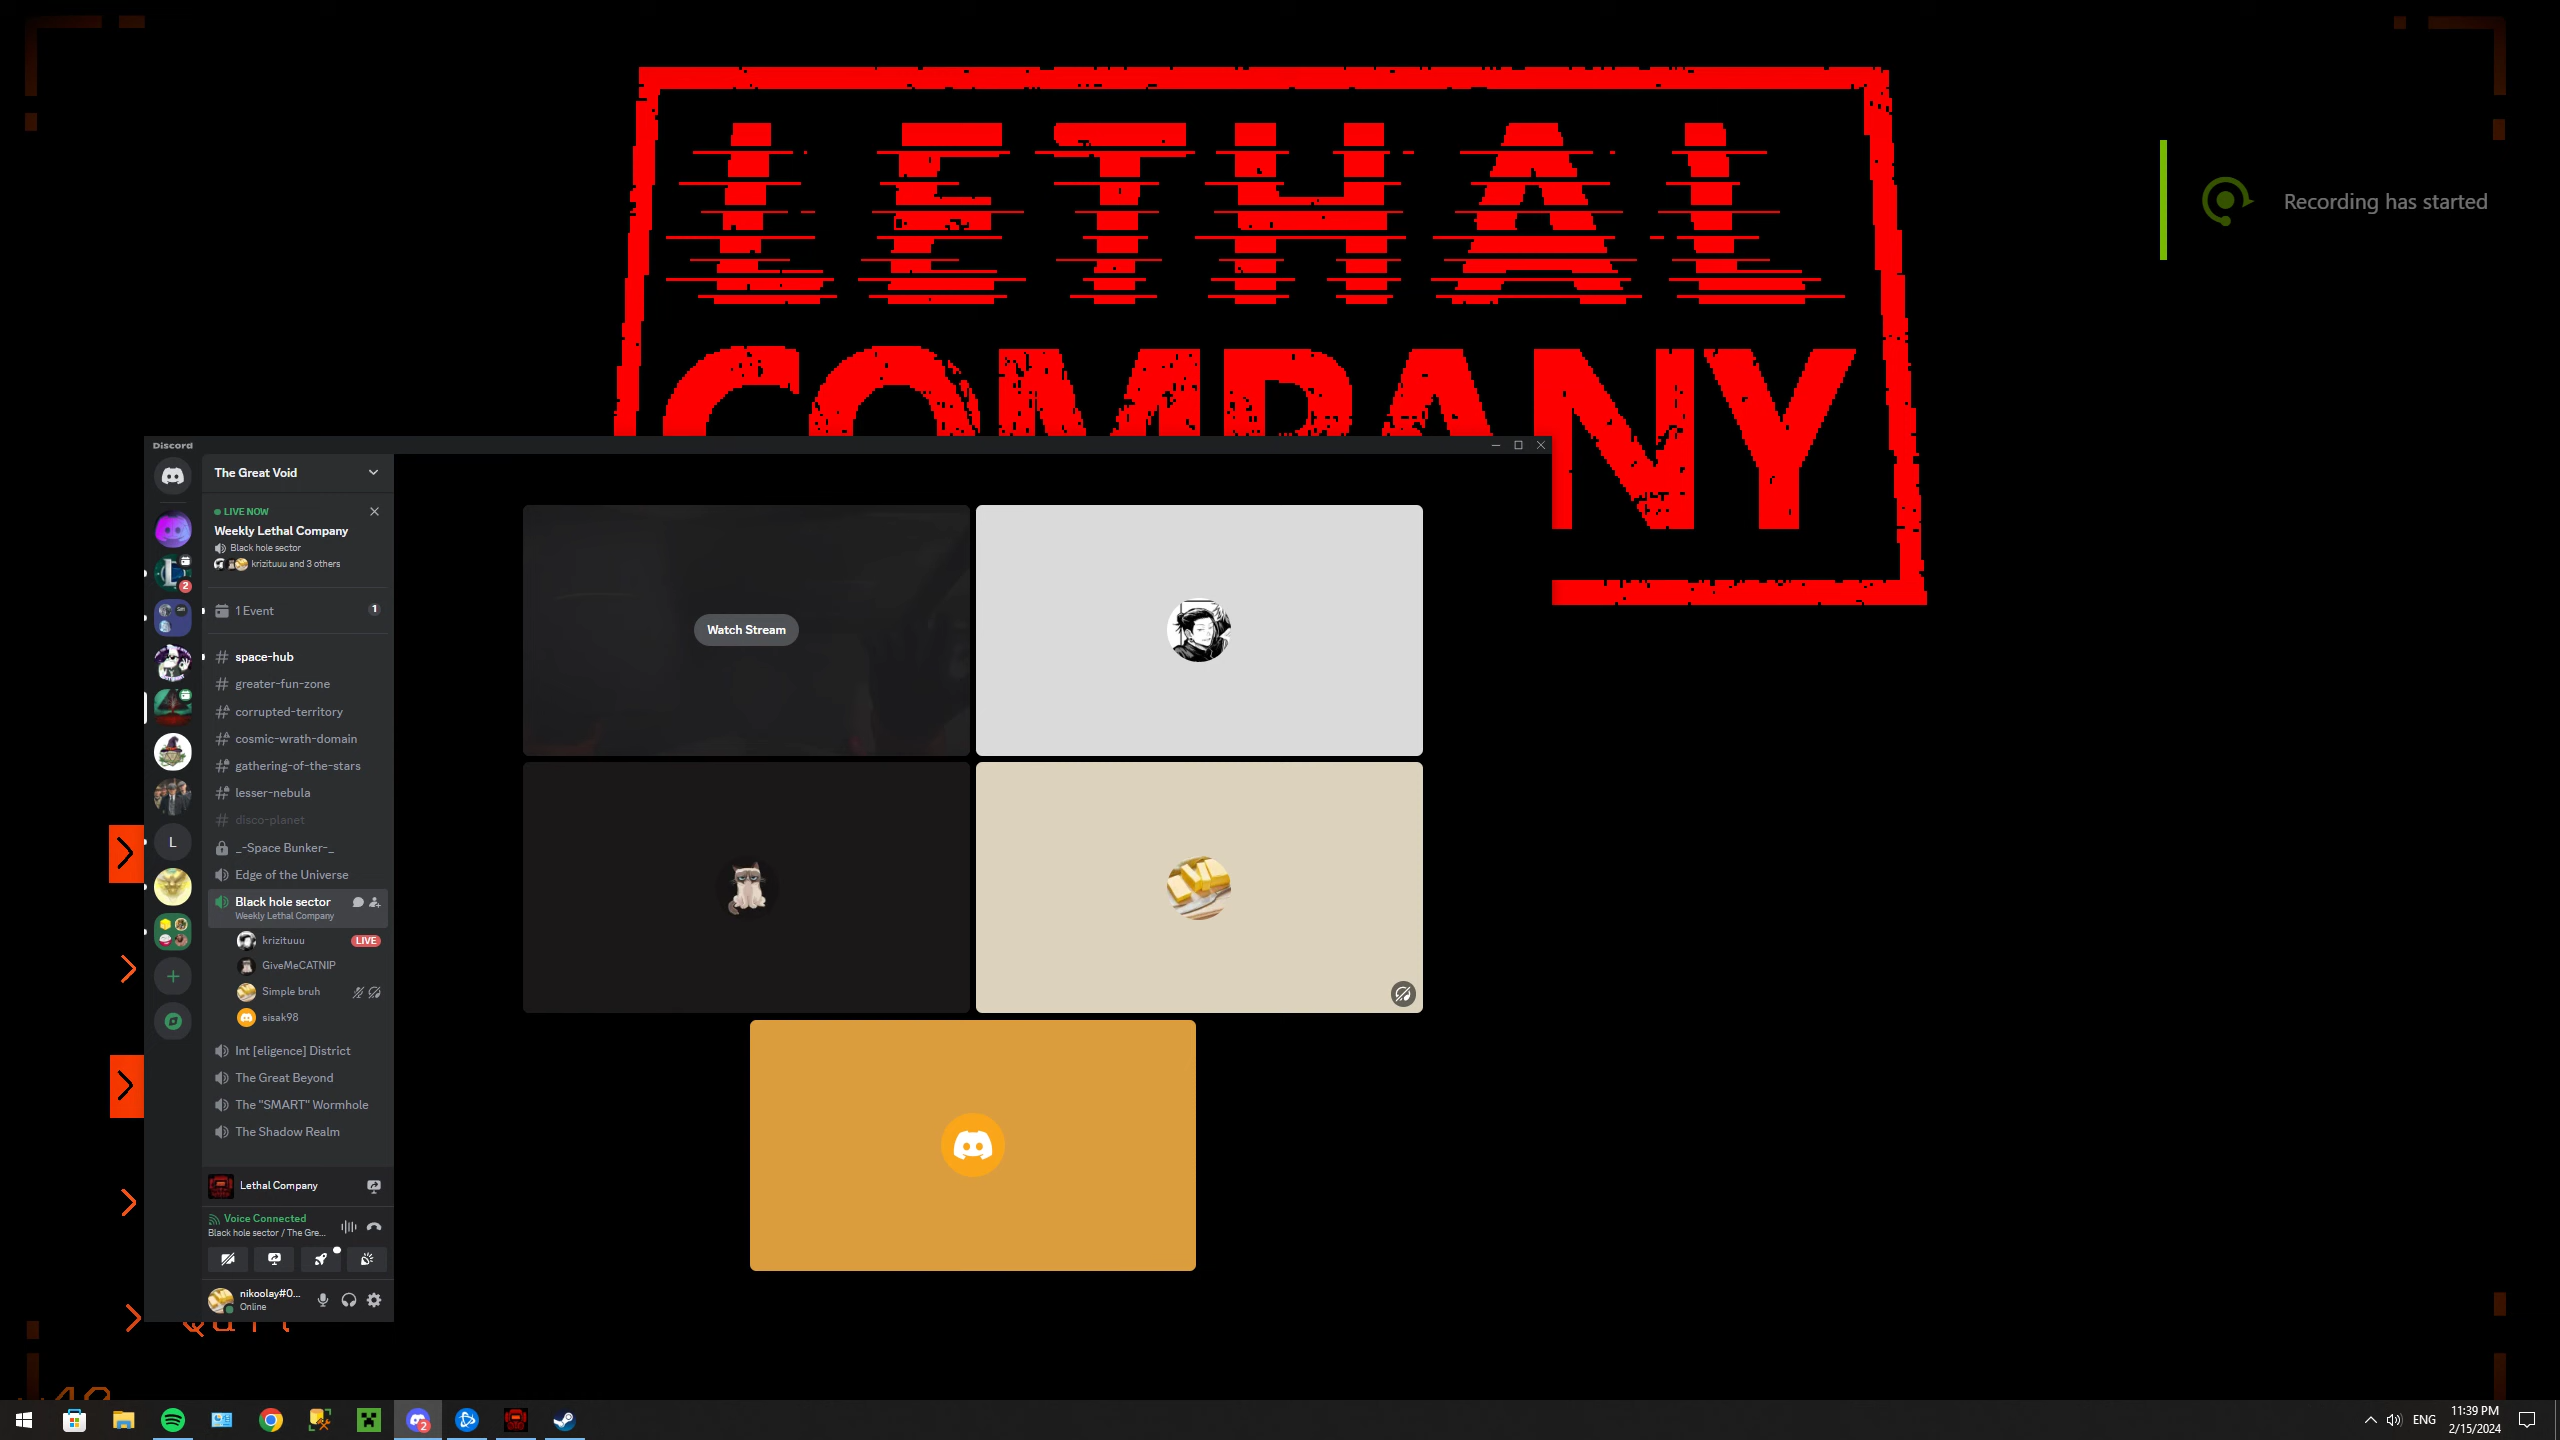 LETHAL
COMPANY
Recording has started
Discord
The Great Void
LIVE NOW
Weekly Lethal Company
Black hole sector
krizituuu and 3 others
1 Event
1
2
space-hub
greater-fun-zone
corrupted-territory
cosmic-wrath-domain
gathering-of-the-stars
lesser-nebula
disco-planet
L
_-Space Bunker-_
Edge of the Universe
Black hole sector
Weekly Lethal Company
krizituuu
LIVE
GiveMeCATNIP
Simple bruh
sisak98
Int [eligence] District
The Great Beyond
The "SMART" Wormhole
The Shadow Realm
Lethal Company
Voice Connected
Black hole sector / The Gre...
nikoolay#0...
Online
Watch Stream
Quit
2
ENG
11:39 PM
2/15/2024